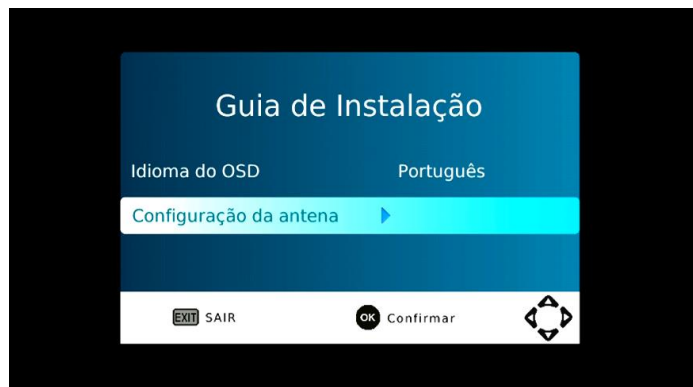 Guia de Instalação
Idioma do OSD Português
Configuração da antena
EXIT SAIR OK Confirmar